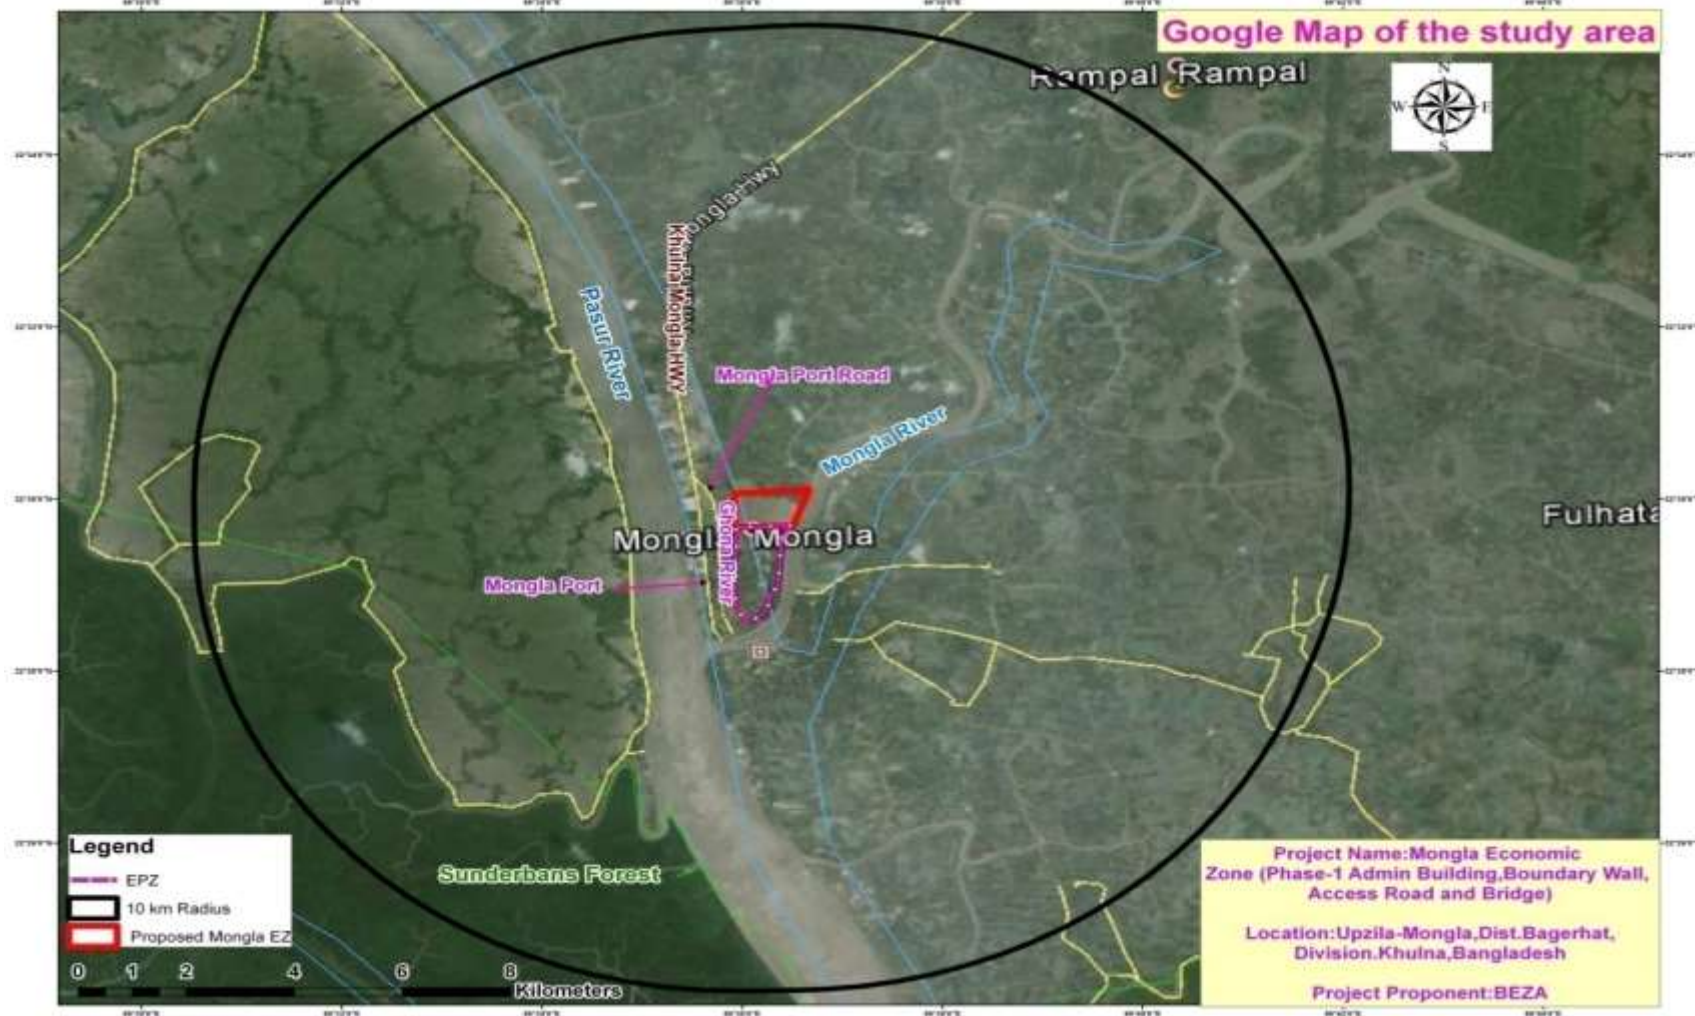 Google Map of the study area
Rampal Rampal
N
W E
S
Mongla Hwy
Khulna Mongla HWy
Pasur River
Mongla Port Road
Mongla River
Ghona River
Mongla Mongla
Mongla Port
Fulhata
Sunderbans Forest
Legend
EPZ
10 km Radius
Proposed Mongla EZ
0 1 2 4 6 8
Kilometers
Project Name:Mongla Economic
Zone (Phase-1 Admin Building,Boundary Wall,
Access Road and Bridge)
Location:Upzila-Mongla,Dist.Bagerhat,
Division.Khulna,Bangladesh
Project Proponent:BEZA